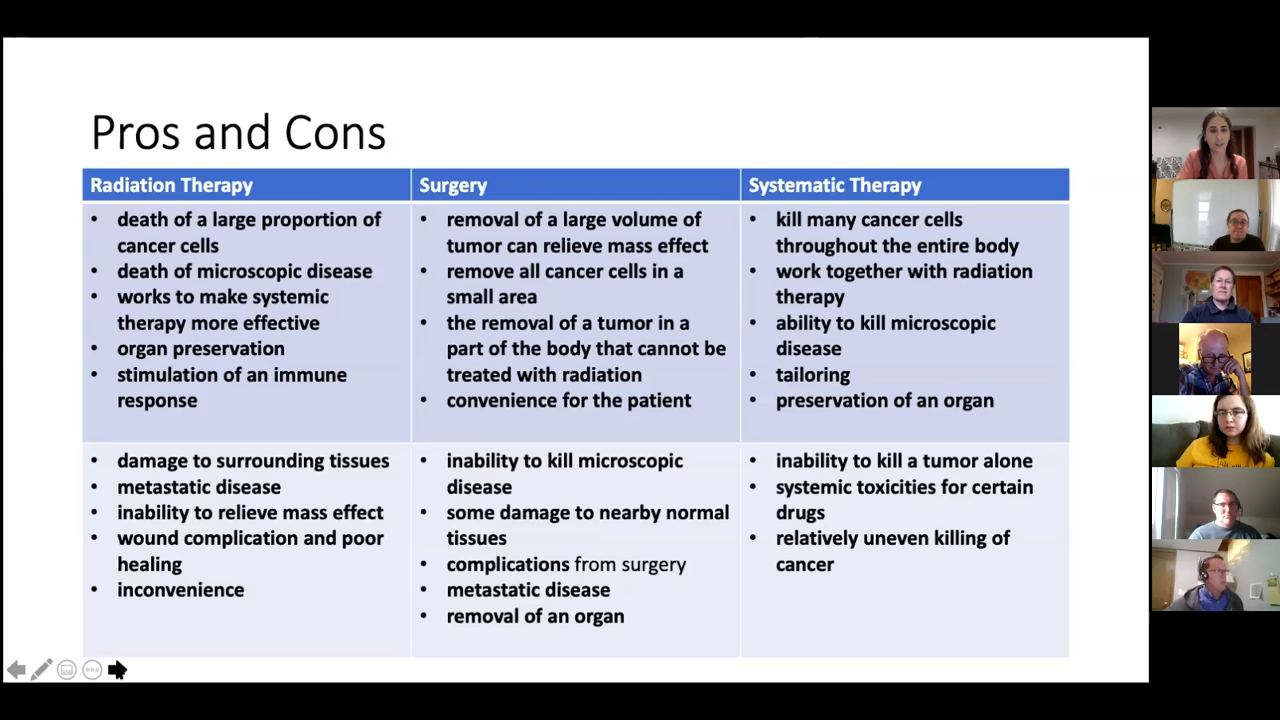 Pros and Cons
Radiation Therapy
Surgery
Systematic Therapy
• death of a large proportion of
cancer cells
• death of microscopic disease
• works to make systemic
therapy more effective
• organ preservation
• stimulation of an immune
response
• removal of a large volume of
tumor can relieve mass effect
• remove all cancer cells in a
small area
• the removal of a tumor in a
part of the body that cannot be
treated with radiation
• convenience for the patient
• kill many cancer cells
throughout the entire body
• work together with radiation
therapy
• ability to kill microscopic
disease
• tailoring
• preservation of an organ
• damage to surrounding tissues
• metastatic disease
• inability to relieve mass effect
• wound complication and poor
healing
• inconvenience
• inability to kill microscopic
disease
• some damage to nearby normal
tissues
• complications from surgery
• metastatic disease
• removal of an organ
• inability to kill a tumor alone
• systemic toxicities for certain
drugs
• relatively uneven killing of
cancer